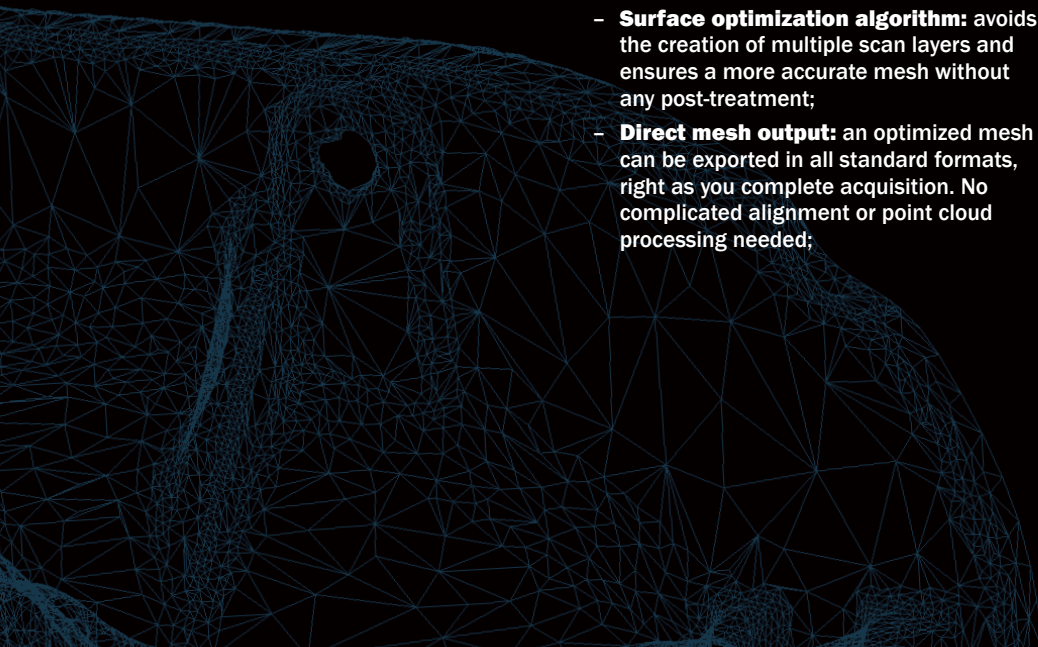 – Surface optimization algorithm: avoids
the creation of multiple scan layers and
ensures a more accurate mesh without
any post-treatment;
– Direct mesh output: an optimized mesh
can be exported in all standard formats,
right as you complete acquisition. No
complicated alignment or point cloud
processing needed;